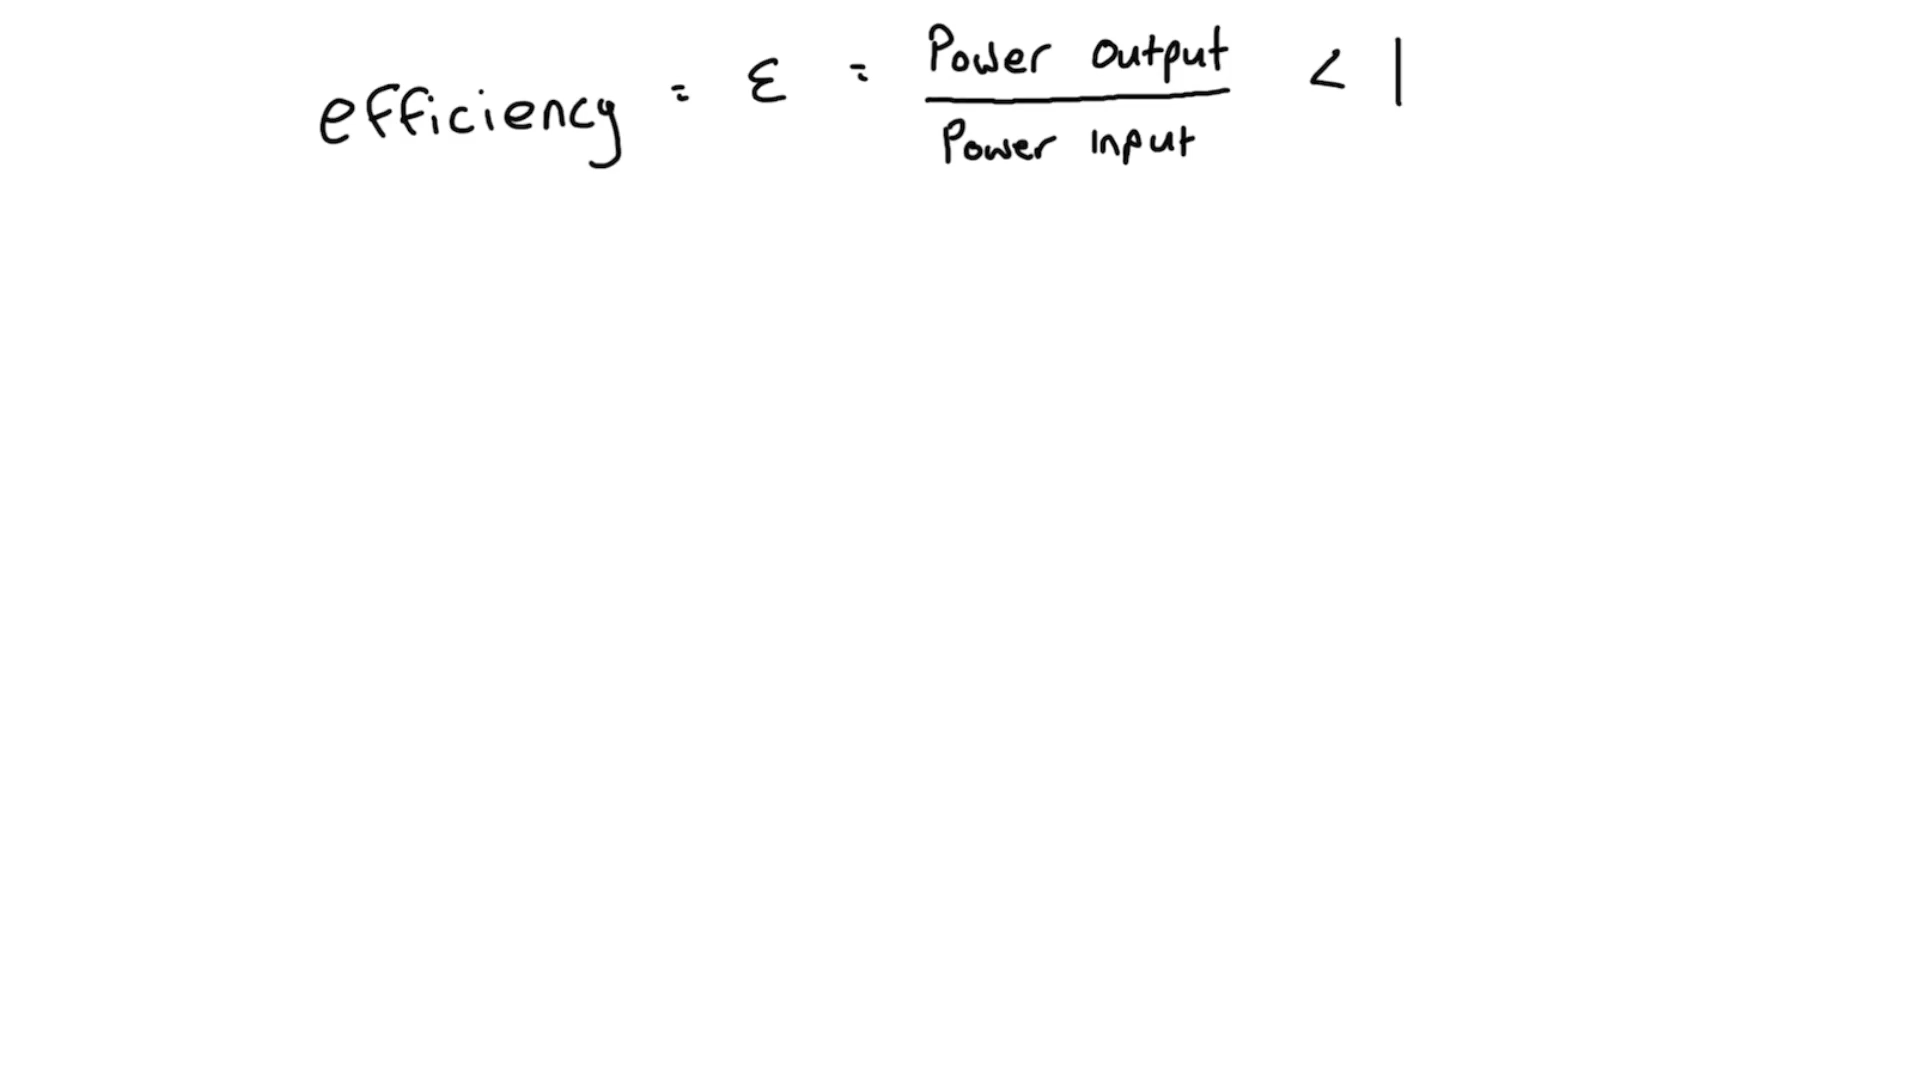 efficiency = ε = Power output / Power input < 1